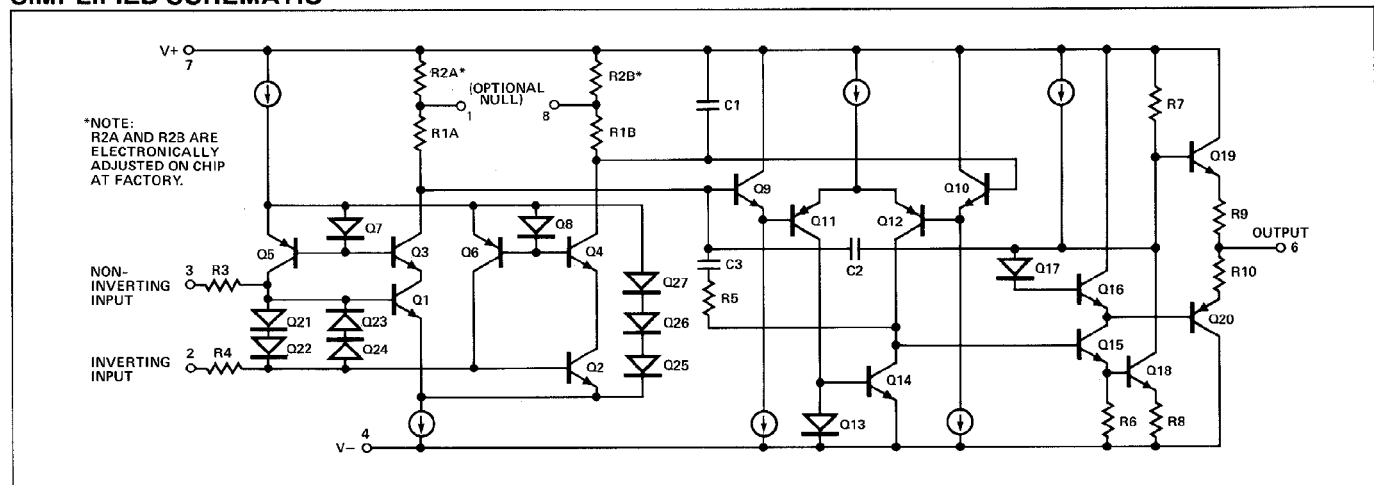 SIMPLIFIED SCHEMATIC
V+
7
R2A*
R2B*
(OPTIONAL
NULL)
1
8
C1
R7
*NOTE:
R2A AND R2B ARE
ELECTRONICALLY
ADJUSTED ON CHIP
AT FACTORY.
R1A
R1B
Q19
Q9
Q10
Q7
Q8
Q11
Q12
R9
OUTPUT
6
Q5
Q3
Q6
Q4
C2
Q17
R10
NON-
INVERTING
INPUT
3
R3
C3
Q27
Q16
Q1
R5
Q20
Q21
Q23
Q26
Q15
Q22
Q24
INVERTING
INPUT
2
R4
Q2
Q25
Q14
Q18
Q13
R6
R8
V-
4